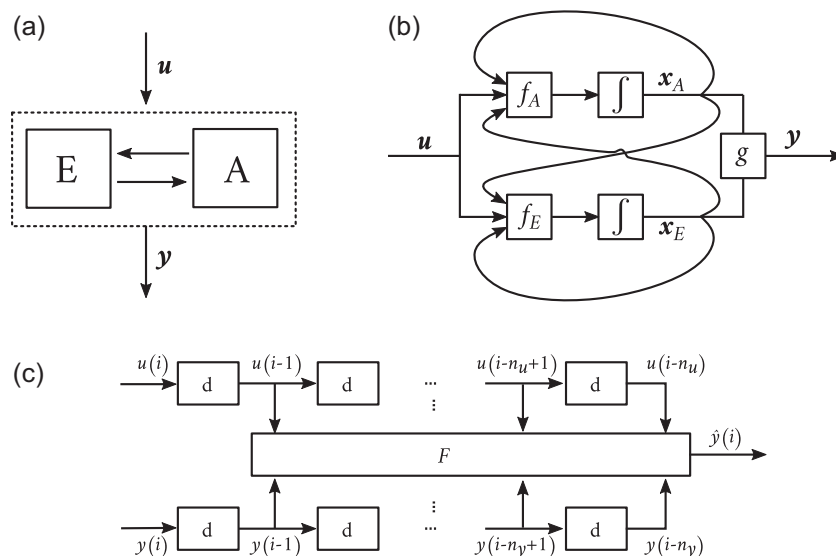 (a)
u
E
A
y
(b)
f_A
∫
x_A
u
g
y
f_E
∫
x_E
(c)
u(i)
d
u(i-1)
d
...
...
u(i-n_u+1)
d
u(i-n_u)
F
ŷ(i)
y(i)
d
y(i-1)
d
...
...
y(i-n_y+1)
d
y(i-n_y)